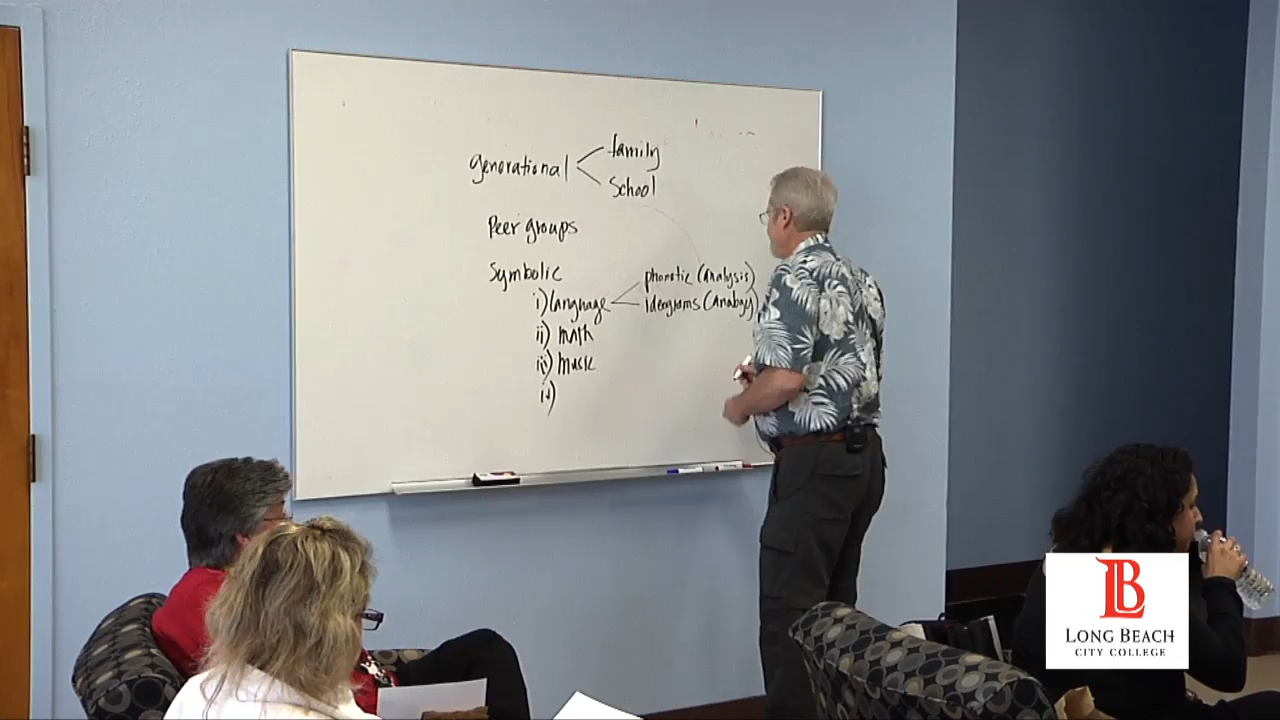 generational
family
School
Peer groups
Symbolic
i) language
phonetic (Analysis)
ideograms (Analogy)
ii) math
iii) music
iv)
LB
LONG BEACH
CITY COLLEGE